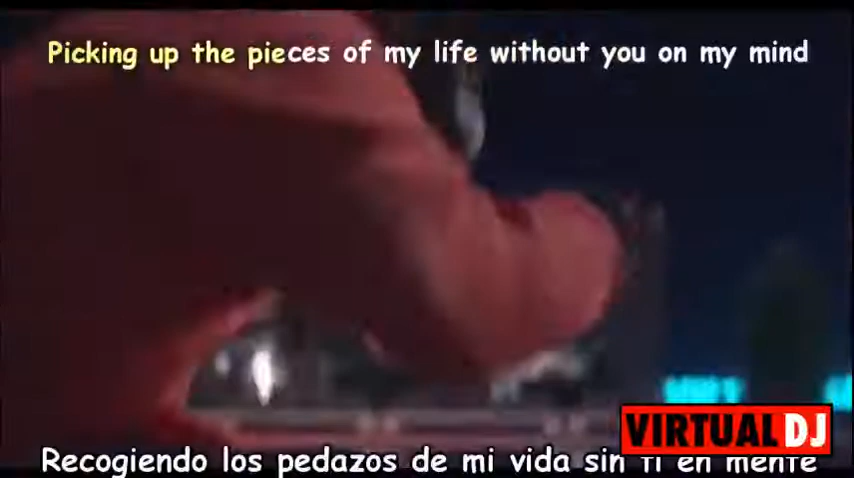 Picking up the pieces of my life without you on my mind
VIRTUAL DJ
Recogiendo los pedazos de mi vida sin ti en mente